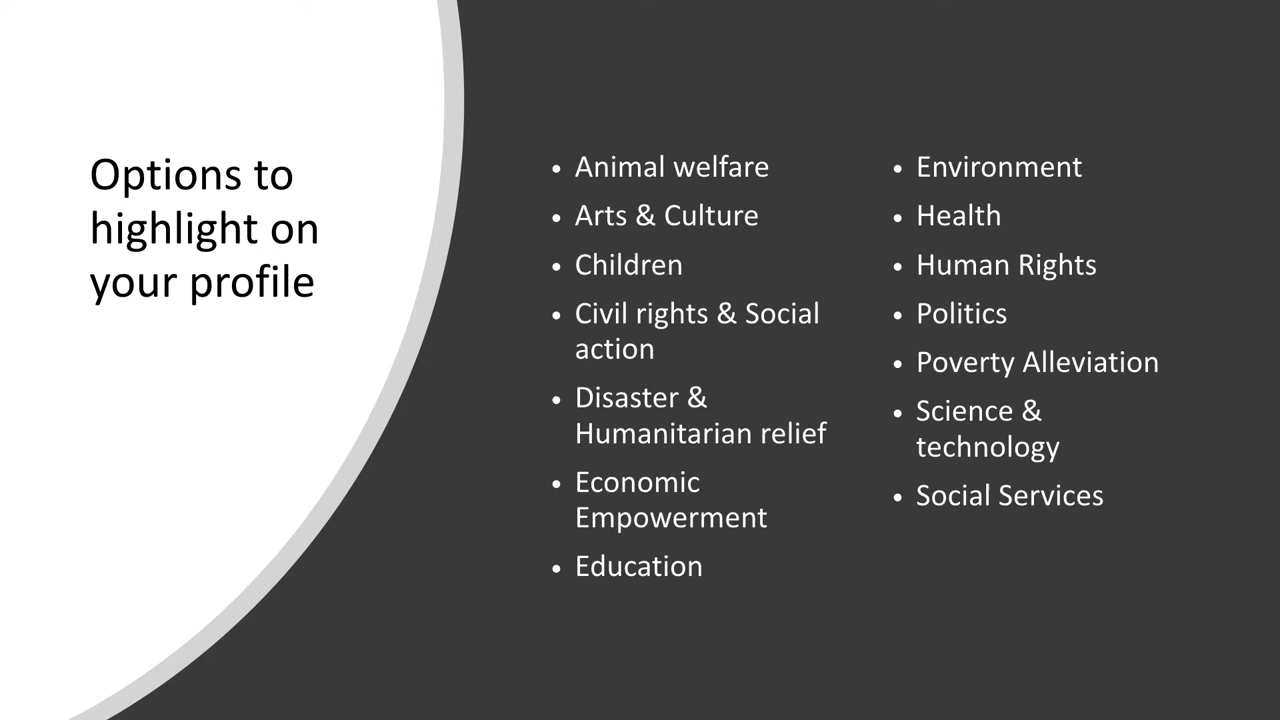 Options to
highlight on
your profile
• Animal welfare
• Arts & Culture
• Children
• Civil rights & Social
action
• Disaster &
Humanitarian relief
• Economic
Empowerment
• Education
• Environment
• Health
• Human Rights
• Politics
• Poverty Alleviation
• Science &
technology
• Social Services